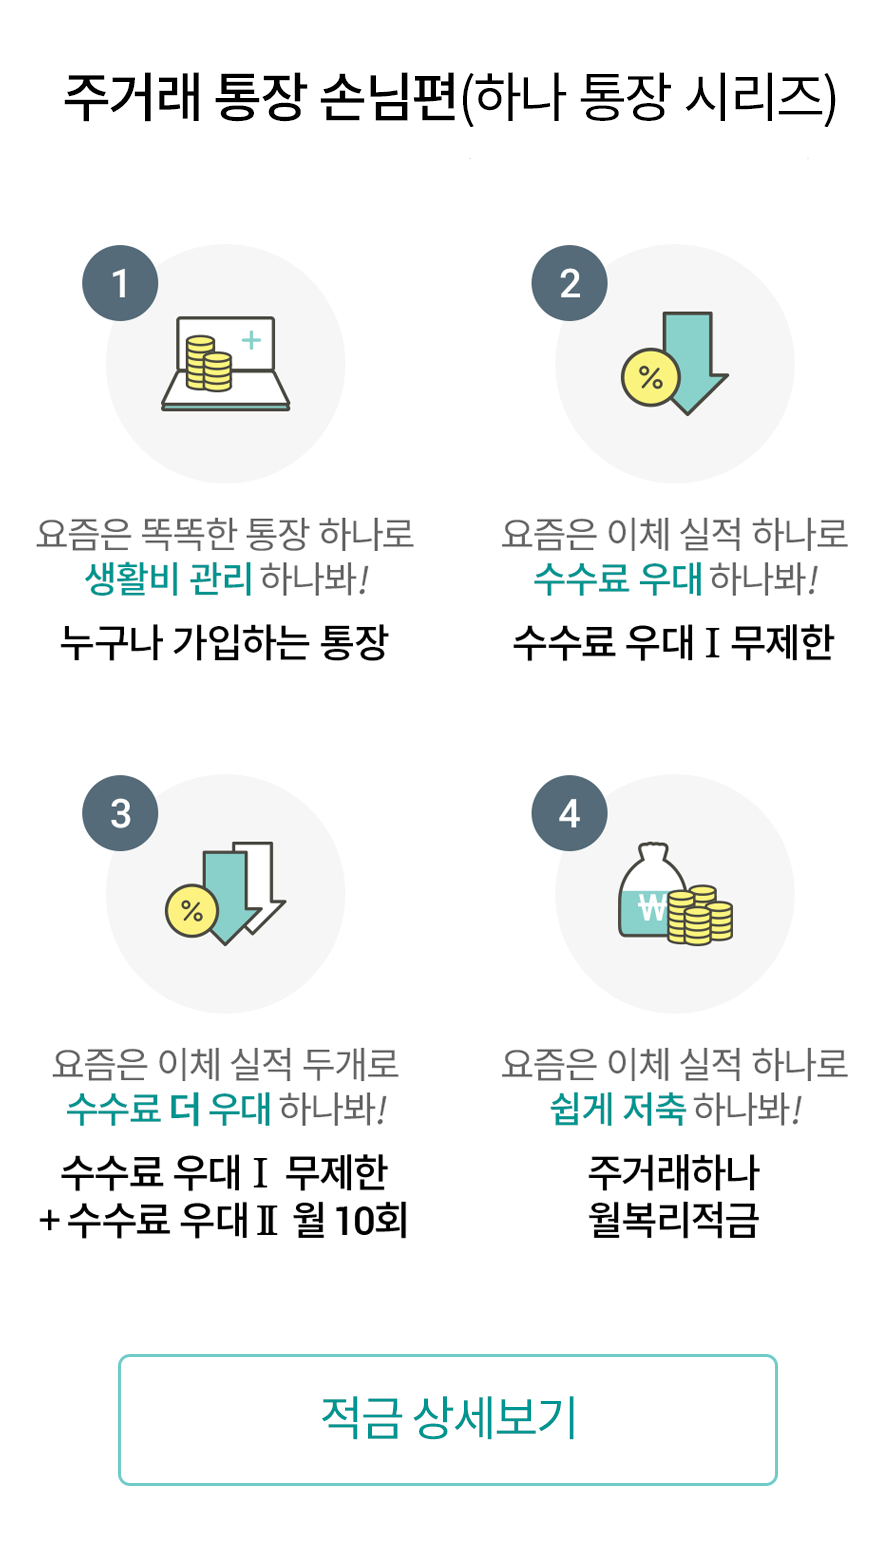 주거래 통장 손님편(하나 통장 시리즈)
1
요즘은 똑똑한 통장 하나로
생활비 관리 하나봐!
누구나 가입하는 통장
2
%
요즘은 이체 실적 하나로
수수료 우대 하나봐!
수수료 우대Ⅰ무제한
3
%
요즘은 이체 실적 두개로
수수료 더 우대 하나봐!
수수료 우대Ⅰ 무제한
+ 수수료 우대Ⅱ 월 10회
4
₩
요즘은 이체 실적 하나로
쉽게 저축 하나봐!
주거래하나
월복리적금
적금 상세보기